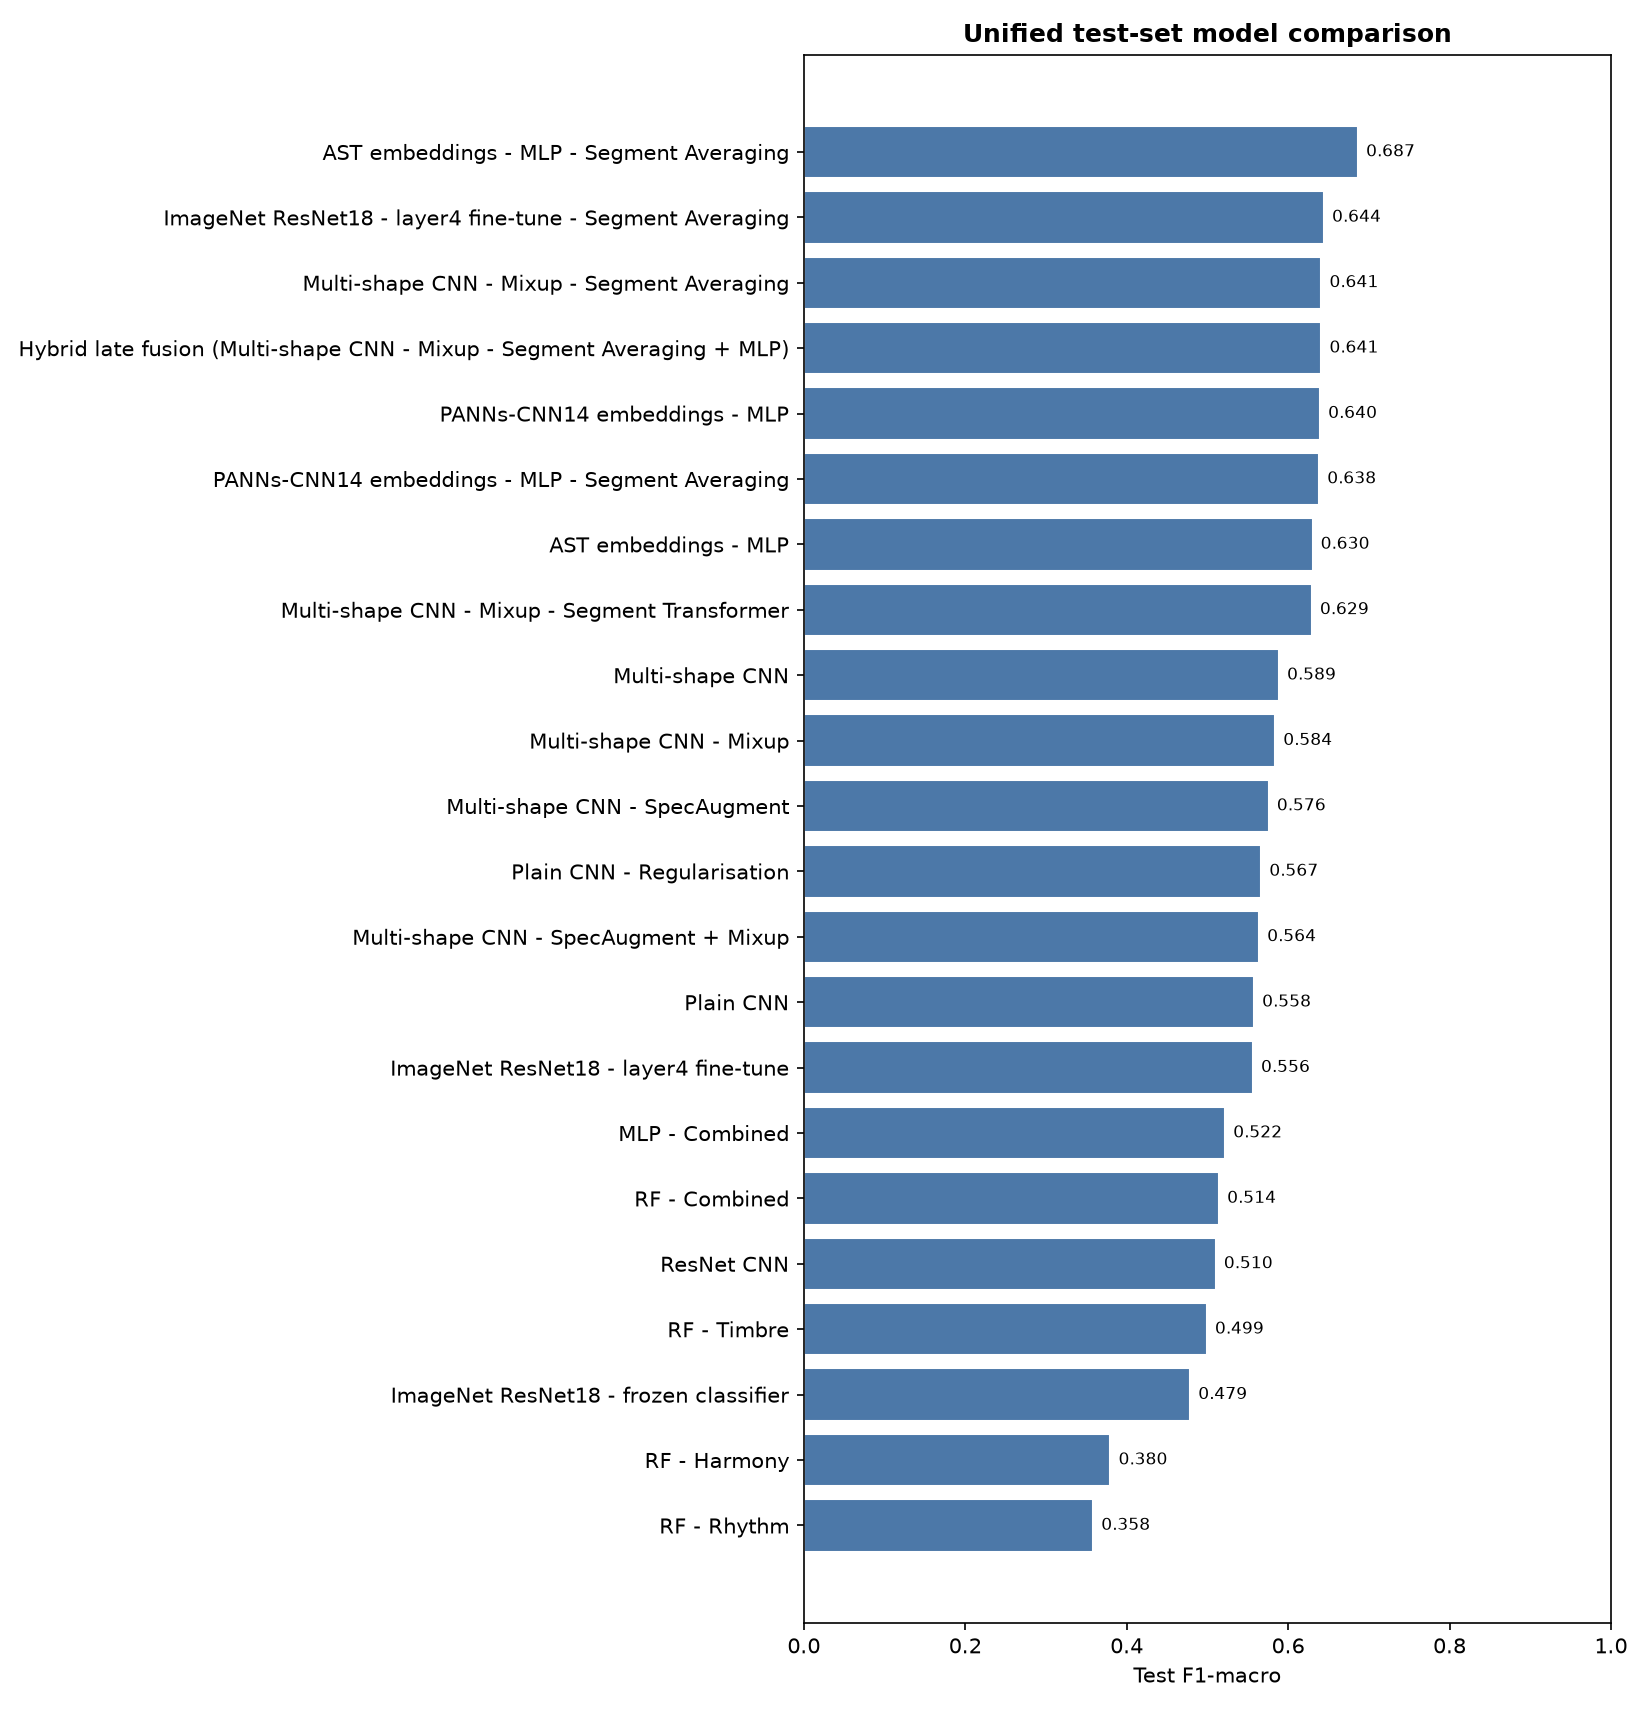 Unified test-set model comparison
AST embeddings - MLP - Segment Averaging 0.687
ImageNet ResNet18 - layer4 fine-tune - Segment Averaging 0.644
Multi-shape CNN - Mixup - Segment Averaging 0.641
Hybrid late fusion (Multi-shape CNN - Mixup - Segment Averaging + MLP) 0.641
PANNs-CNN14 embeddings - MLP 0.640
PANNs-CNN14 embeddings - MLP - Segment Averaging 0.638
AST embeddings - MLP 0.630
Multi-shape CNN - Mixup - Segment Transformer 0.629
Multi-shape CNN 0.589
Multi-shape CNN - Mixup 0.584
Multi-shape CNN - SpecAugment 0.576
Plain CNN - Regularisation 0.567
Multi-shape CNN - SpecAugment + Mixup 0.564
Plain CNN 0.558
ImageNet ResNet18 - layer4 fine-tune 0.556
MLP - Combined 0.522
RF - Combined 0.514
ResNet CNN 0.510
RF - Timbre 0.499
ImageNet ResNet18 - frozen classifier 0.479
RF - Harmony 0.380
RF - Rhythm 0.358
0.0 0.2 0.4 0.6 0.8 1.0
Test F1-macro